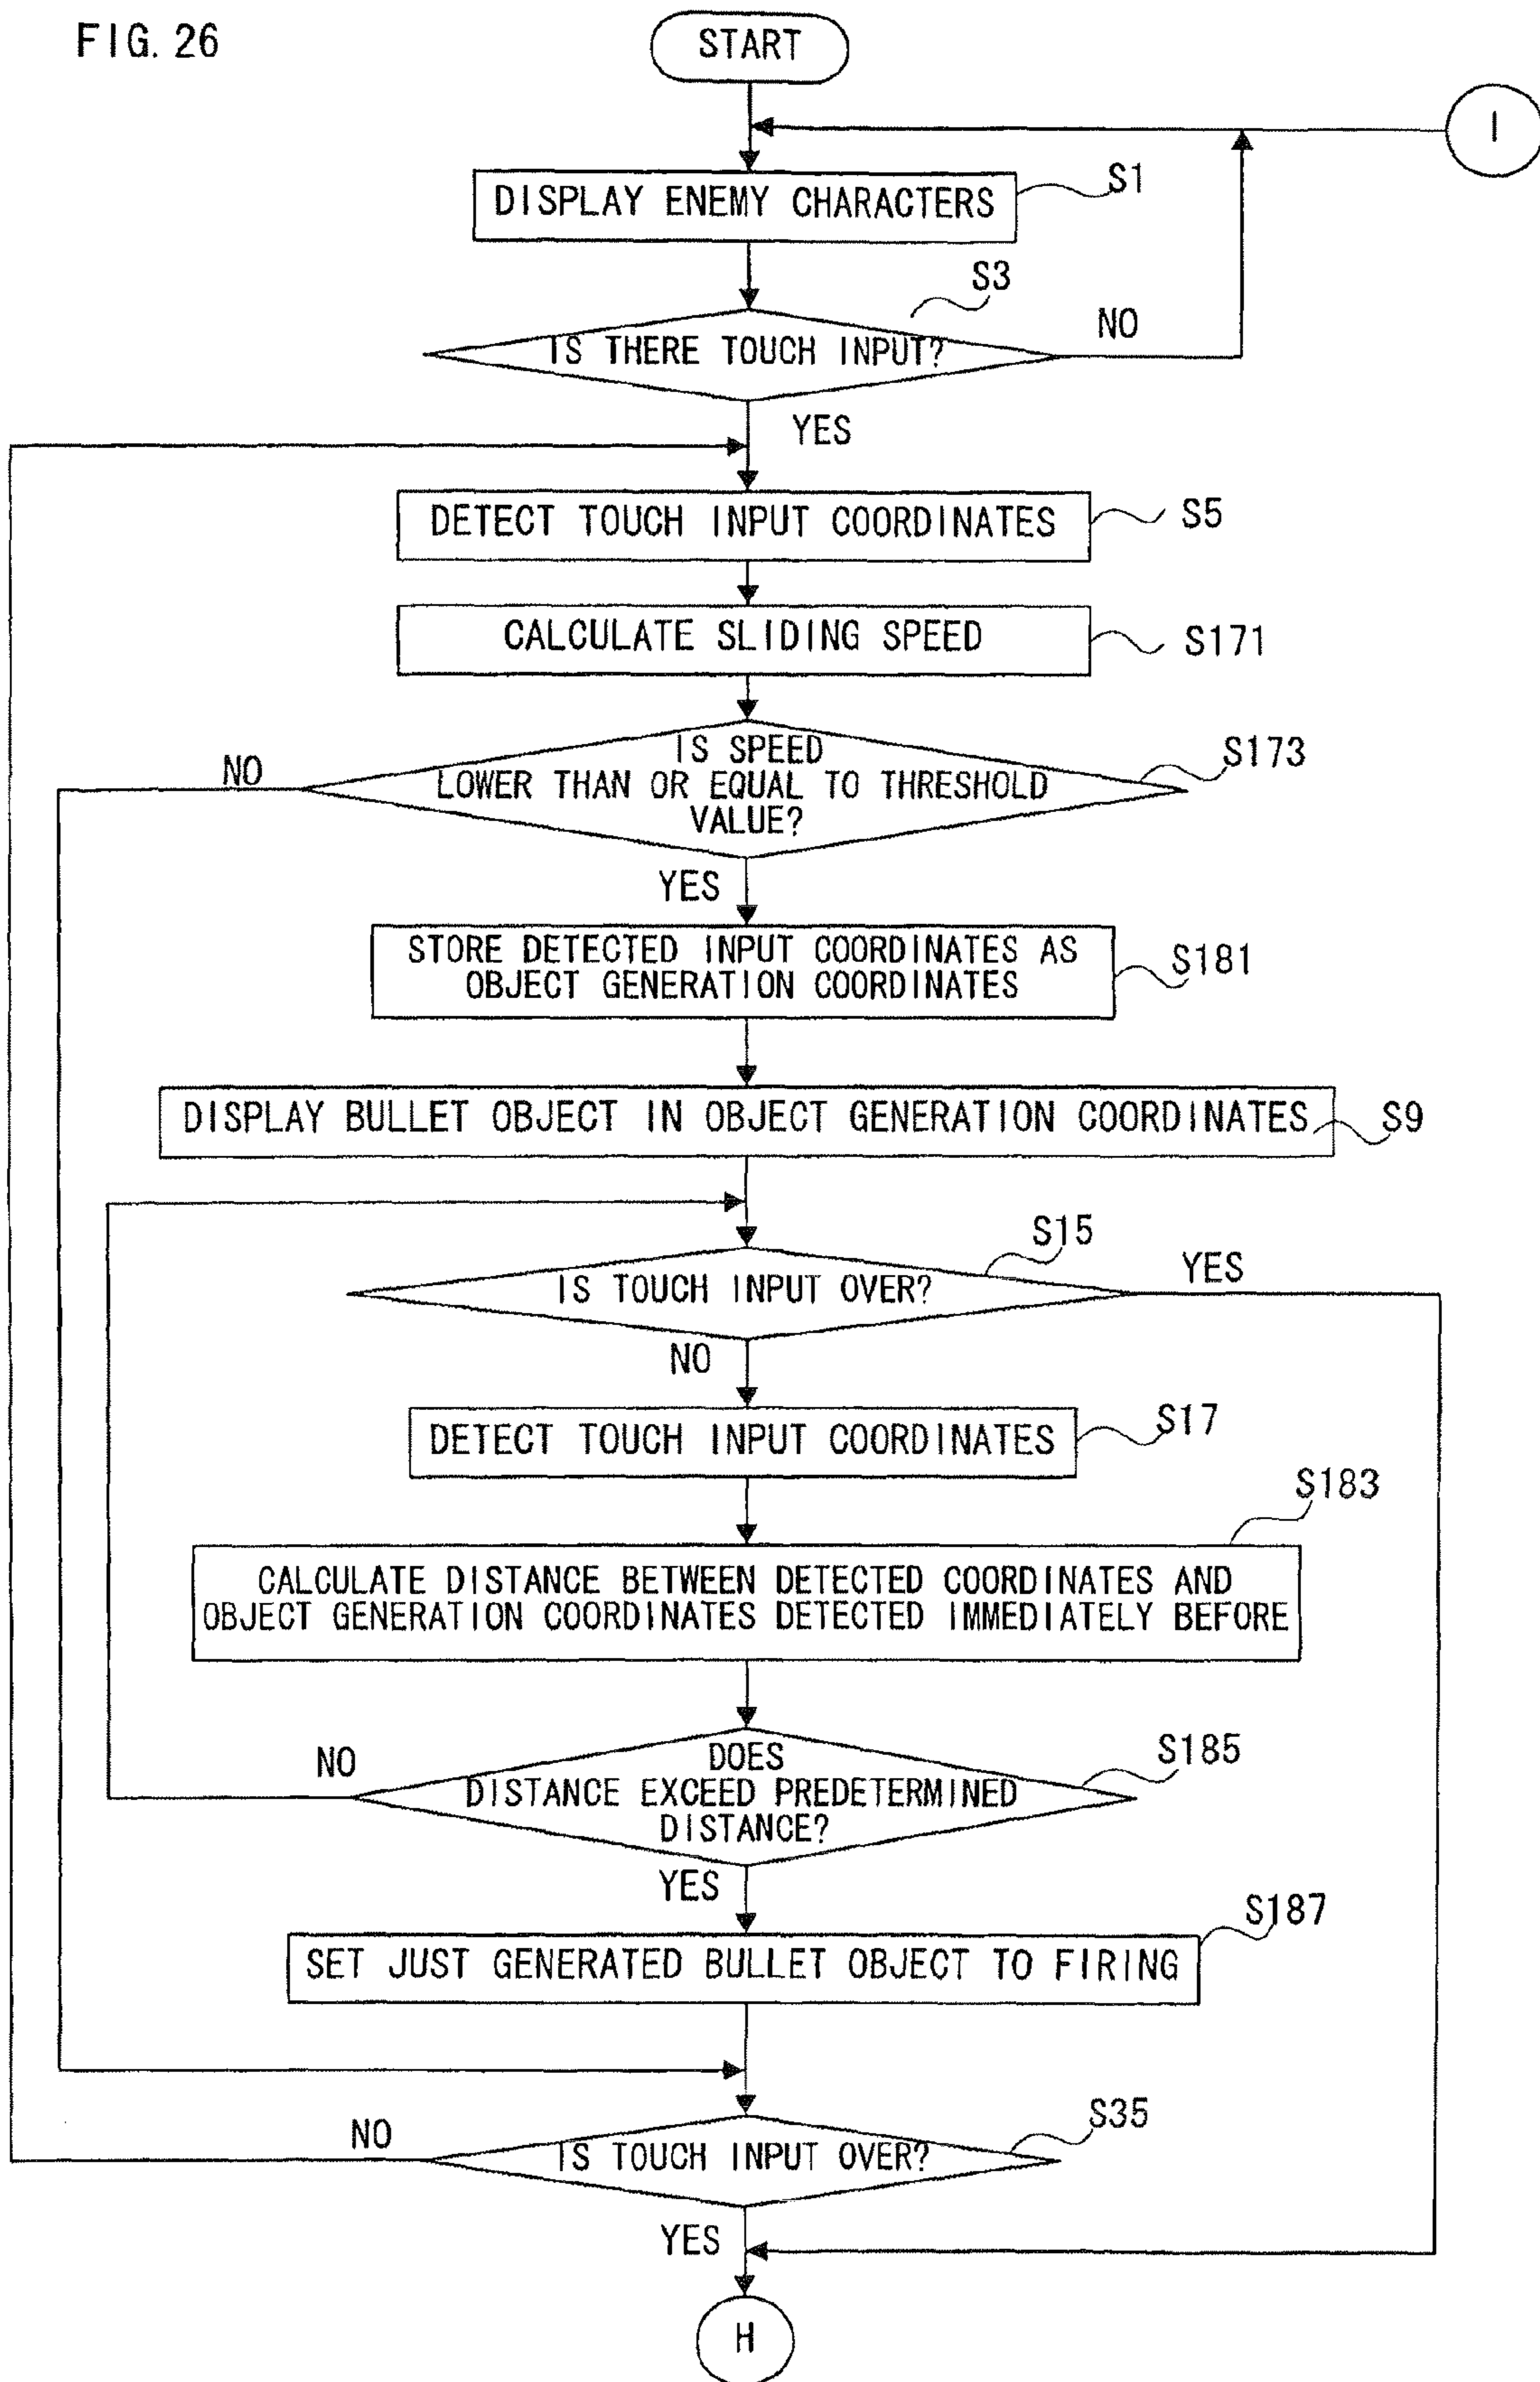 FIG. 26
START
I
DISPLAY ENEMY CHARACTERS
S1
S3
IS THERE TOUCH INPUT?
NO
YES
DETECT TOUCH INPUT COORDINATES
S5
CALCULATE SLIDING SPEED
S171
IS SPEED
LOWER THAN OR EQUAL TO THRESHOLD
VALUE?
S173
NO
YES
STORE DETECTED INPUT COORDINATES AS
OBJECT GENERATION COORDINATES
S181
DISPLAY BULLET OBJECT IN OBJECT GENERATION COORDINATES
S9
S15
IS TOUCH INPUT OVER?
YES
NO
DETECT TOUCH INPUT COORDINATES
S17
S183
CALCULATE DISTANCE BETWEEN DETECTED COORDINATES AND
OBJECT GENERATION COORDINATES DETECTED IMMEDIATELY BEFORE
DOES
DISTANCE EXCEED PREDETERMINED
DISTANCE?
S185
NO
YES
S187
SET JUST GENERATED BULLET OBJECT TO FIRING
S35
IS TOUCH INPUT OVER?
NO
YES
H